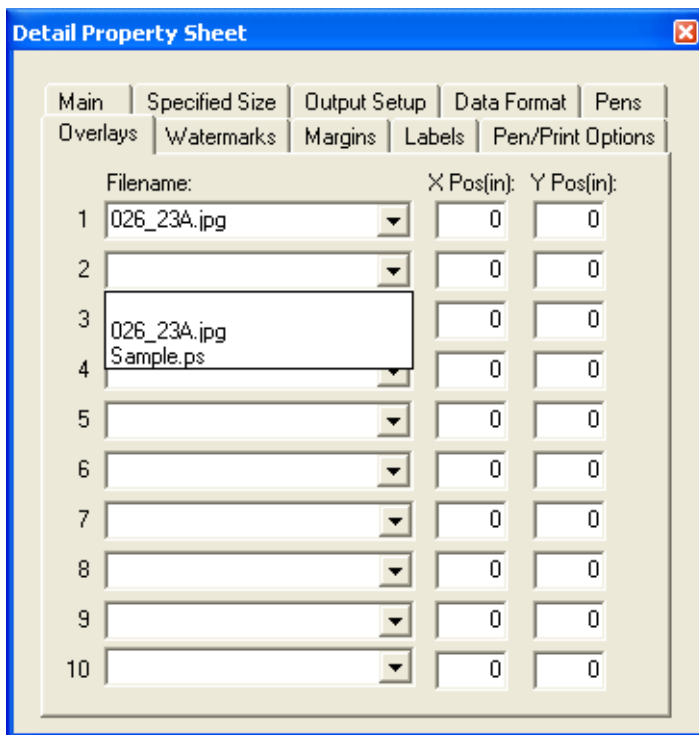 Detail Property Sheet
Main Specified Size Output Setup Data Format Pens
Overlays Watermarks Margins Labels Pen/Print Options
Filename: X Pos(in): Y Pos(in):
1 026_23A.jpg 0 0
2 0 0
3 0 0
026_23A.jpg
Sample.ps
4 0 0
5 0 0
6 0 0
7 0 0
8 0 0
9 0 0
10 0 0